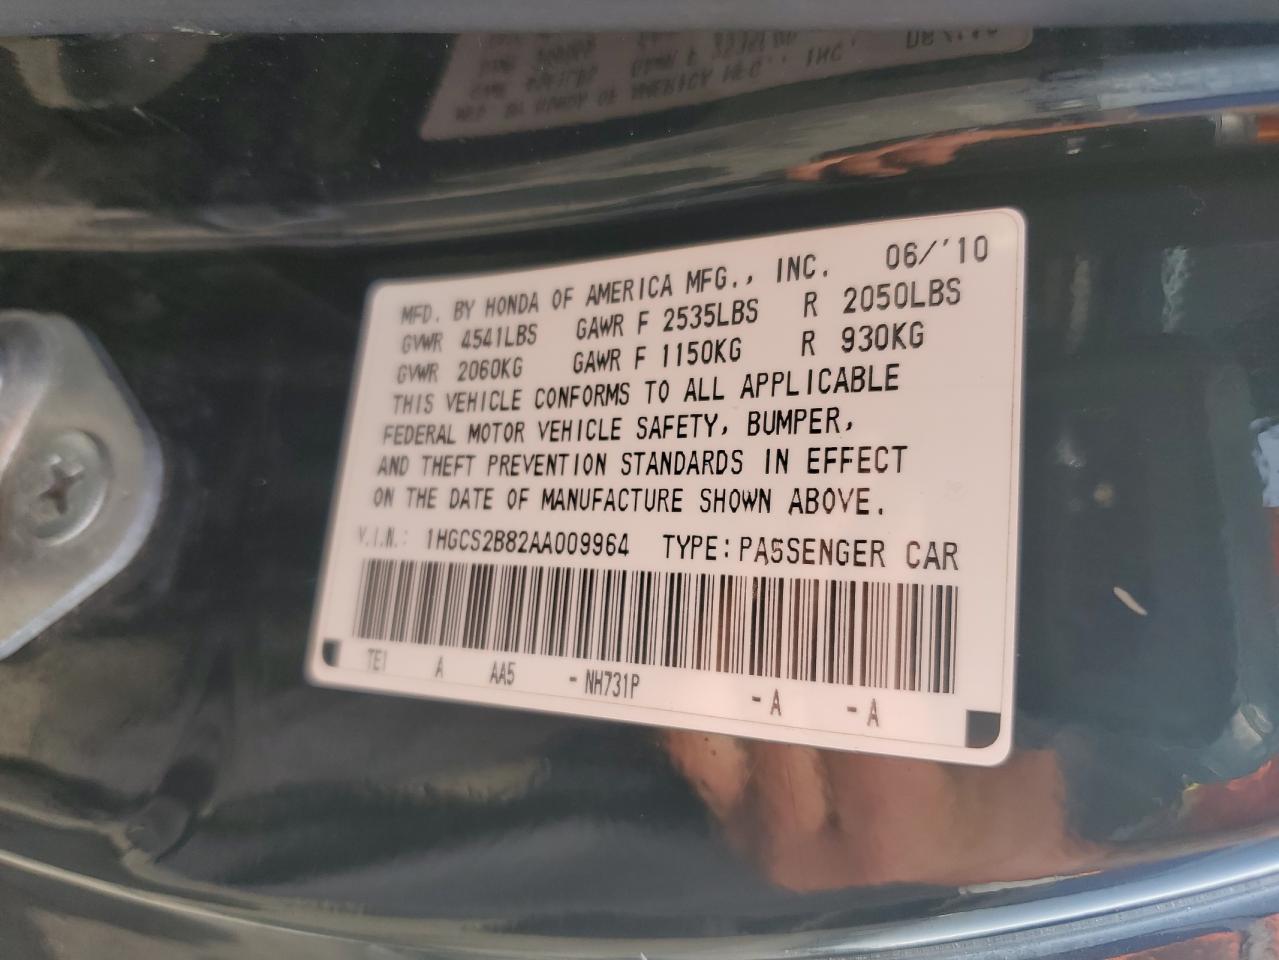 MFD. BY HONDA OF AMERICA MFG., INC. 06/'10
GVWR 4541LBS GAWR F 2535LBS R 2050LBS
GVWR 2060KG GAWR F 1150KG R 930KG
THIS VEHICLE CONFORMS TO ALL APPLICABLE
FEDERAL MOTOR VEHICLE SAFETY, BUMPER,
AND THEFT PREVENTION STANDARDS IN EFFECT
ON THE DATE OF MANUFACTURE SHOWN ABOVE.
V.I.N.: 1HGCS2B82AA009964 TYPE: PASSENGER CAR
TE1 A AA5 - NH731P - A - A